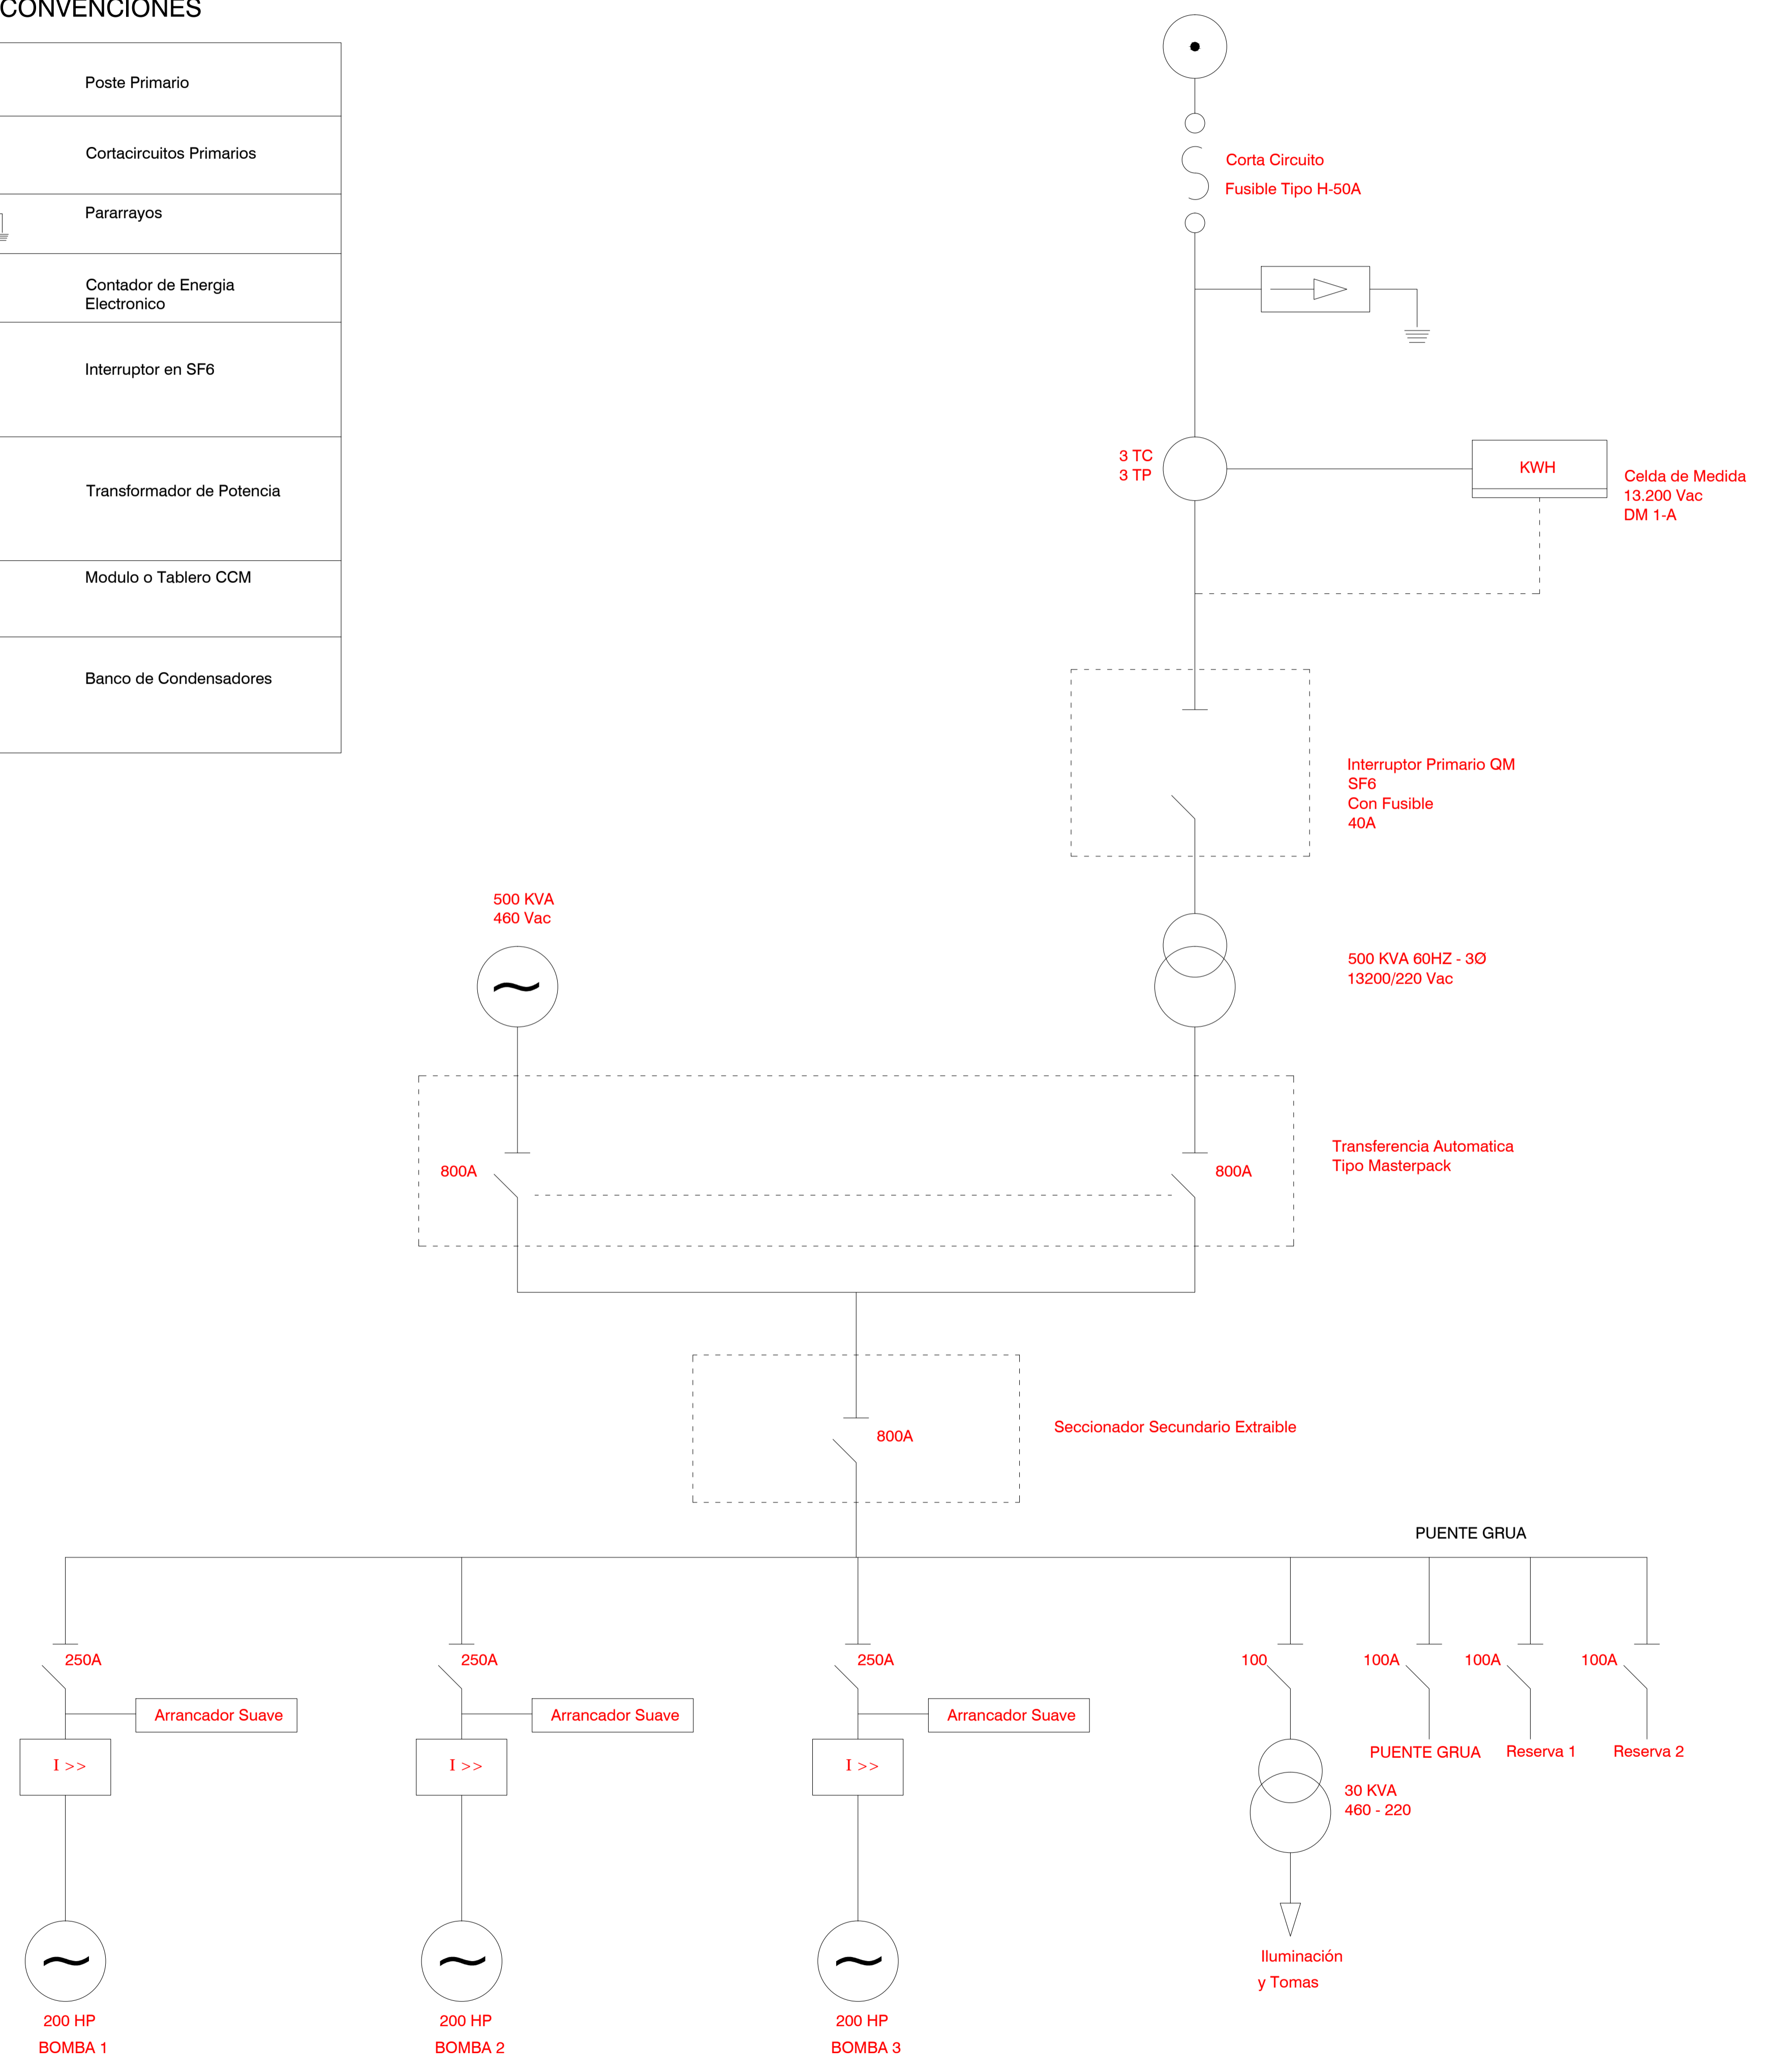 CONVENCIONES
Poste Primario
Cortacircuitos Primarios
Pararrayos
Contador de Energia
Electronico
Interruptor en SF6
Transformador de Potencia
Modulo o Tablero CCM
Banco de Condensadores
Corta Circuito
Fusible Tipo H-50A
3 TC
3 TP
KWH
Celda de Medida
13.200 Vac
DM 1-A
Interruptor Primario QM
SF6
Con Fusible
40A
500 KVA
460 Vac
500 KVA 60HZ - 3Ø
13200/220 Vac
800A
800A
Transferencia Automatica
Tipo Masterpack
800A
Seccionador Secundario Extraible
PUENTE GRUA
250A
250A
250A
100
100A
100A
100A
Arrancador Suave
Arrancador Suave
Arrancador Suave
I >>
I >>
I >>
PUENTE GRUA
Reserva 1
Reserva 2
30 KVA
460 - 220
Iluminación
y Tomas
200 HP
BOMBA 1
200 HP
BOMBA 2
200 HP
BOMBA 3